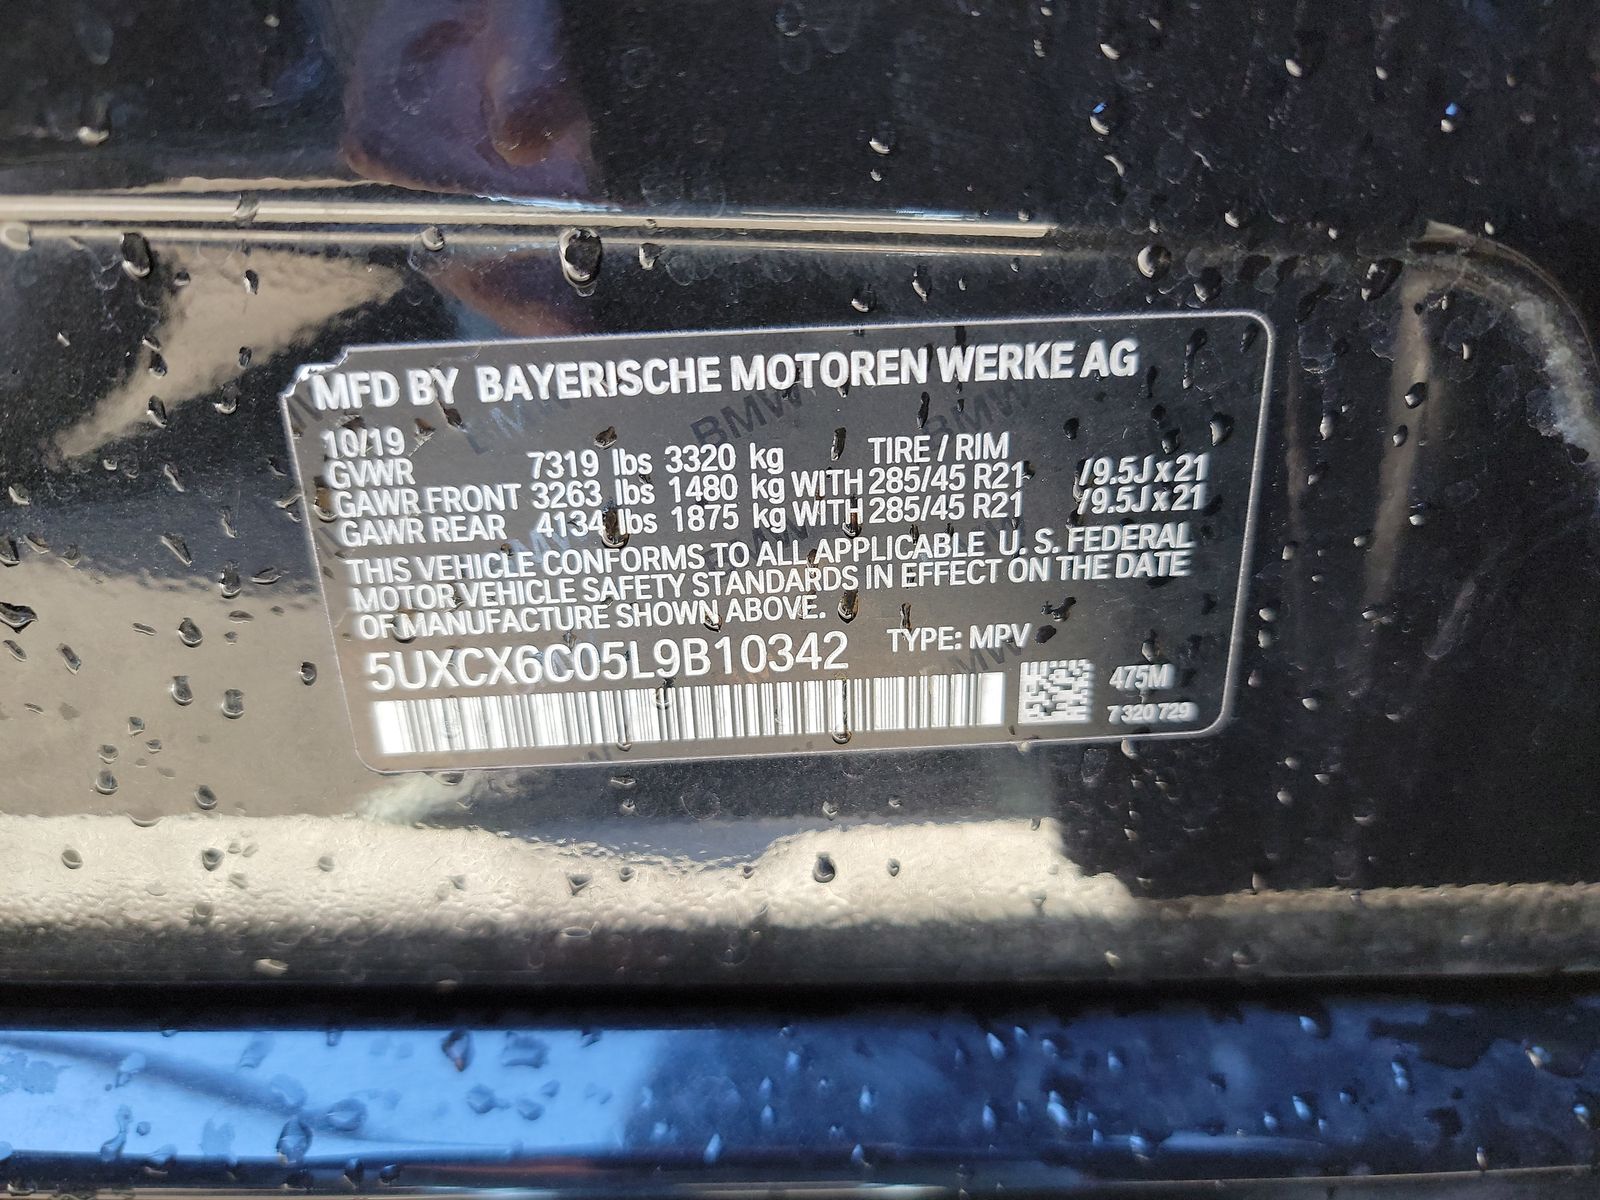 MFD BY BAYERISCHE MOTOREN WERKE AG
10/19 TIRE / RIM
GVWR 7319 lbs 3320 kg
GAWR FRONT 3263 lbs 1480 kg WITH 285/45 R21 / 9.5J x 21
GAWR REAR 4134 lbs 1875 kg WITH 285/45 R21 / 9.5J x 21
THIS VEHICLE CONFORMS TO ALL APPLICABLE U. S. FEDERAL
MOTOR VEHICLE SAFETY STANDARDS IN EFFECT ON THE DATE
OF MANUFACTURE SHOWN ABOVE.
5UXCX6C05L9B10342 TYPE: MPV
475M
7 320 729